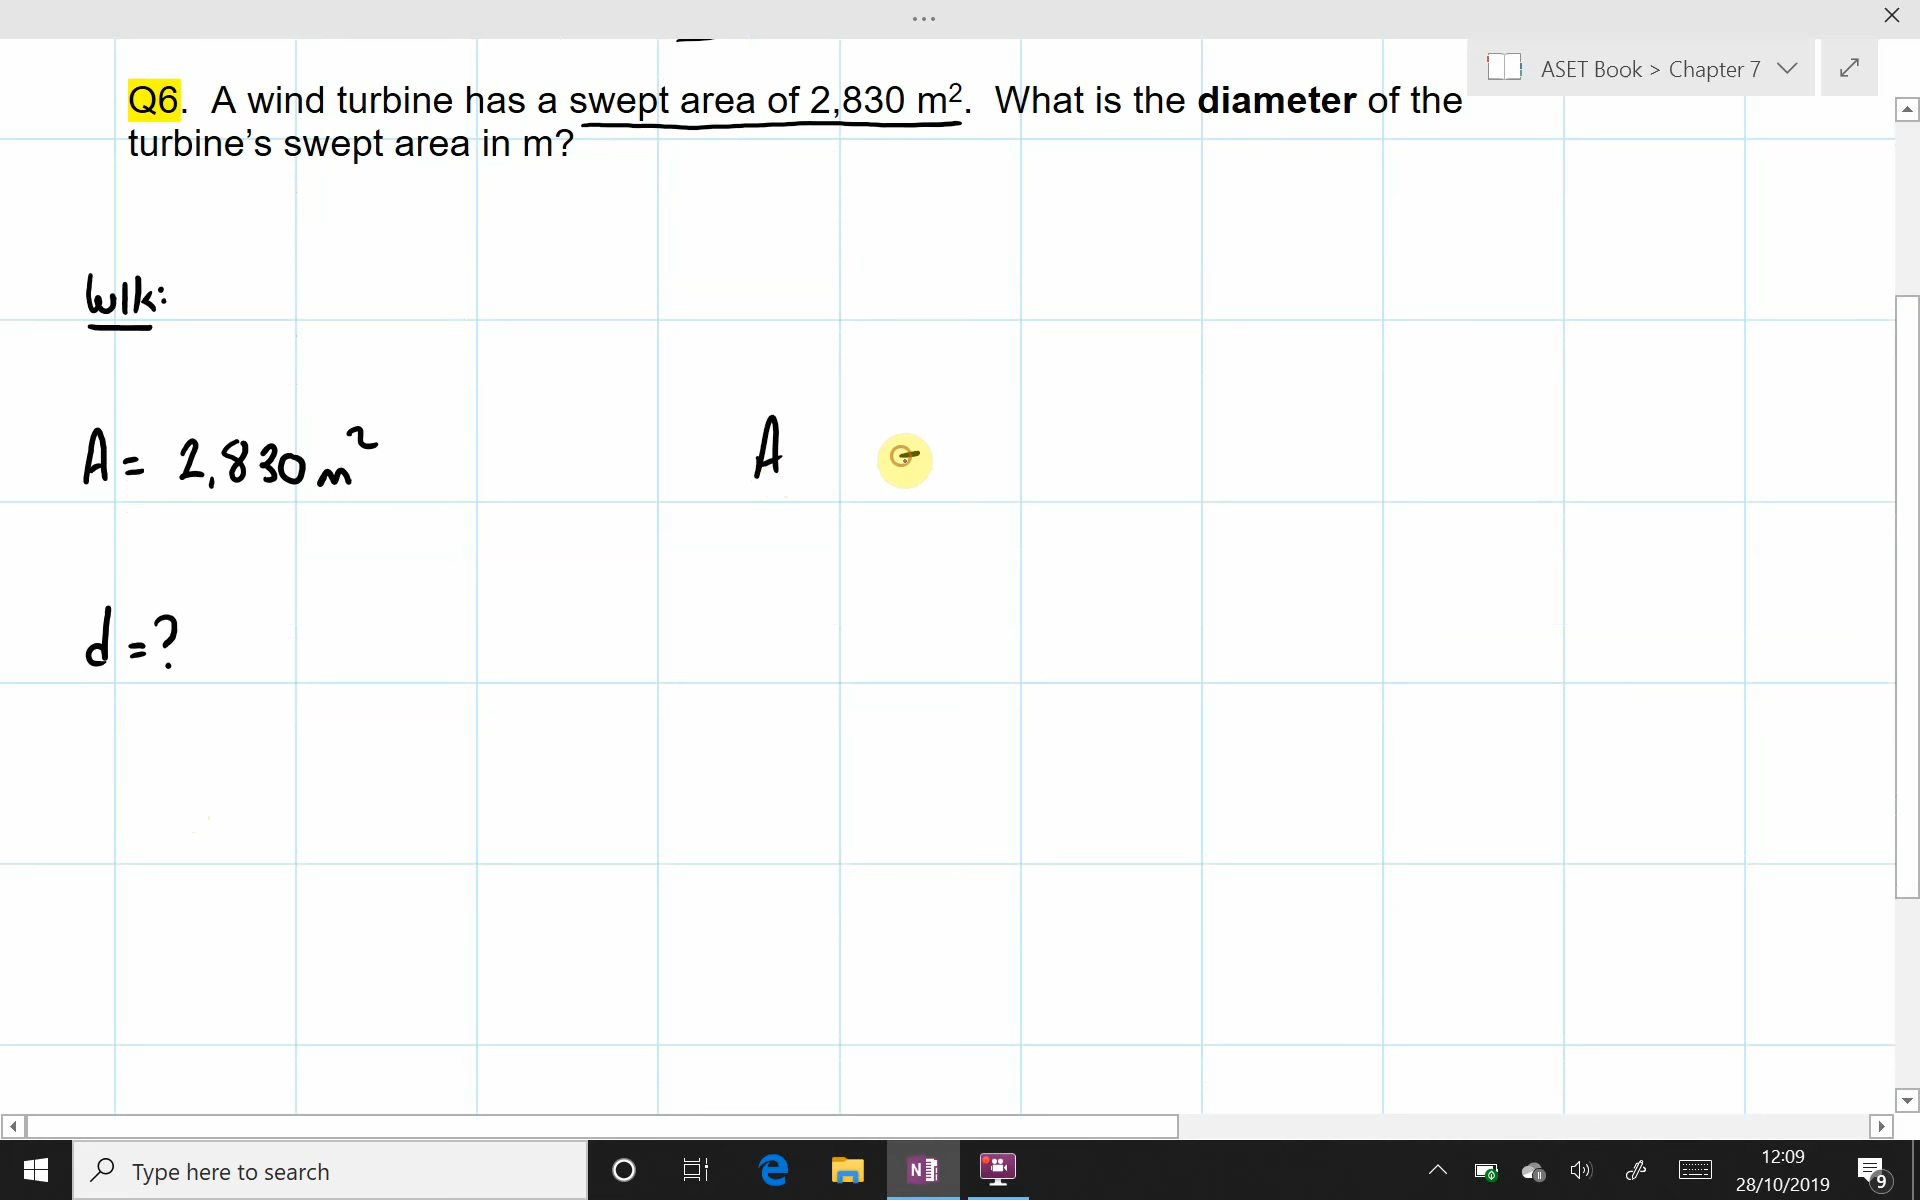 ASET Book > Chapter 7
Q6. A wind turbine has a swept area of 2,830 m². What is the diameter of the
turbine’s swept area in m?
WIk:
A = 2,830 m² A
d = ?
Type here to search
12:09
28/10/2019
9